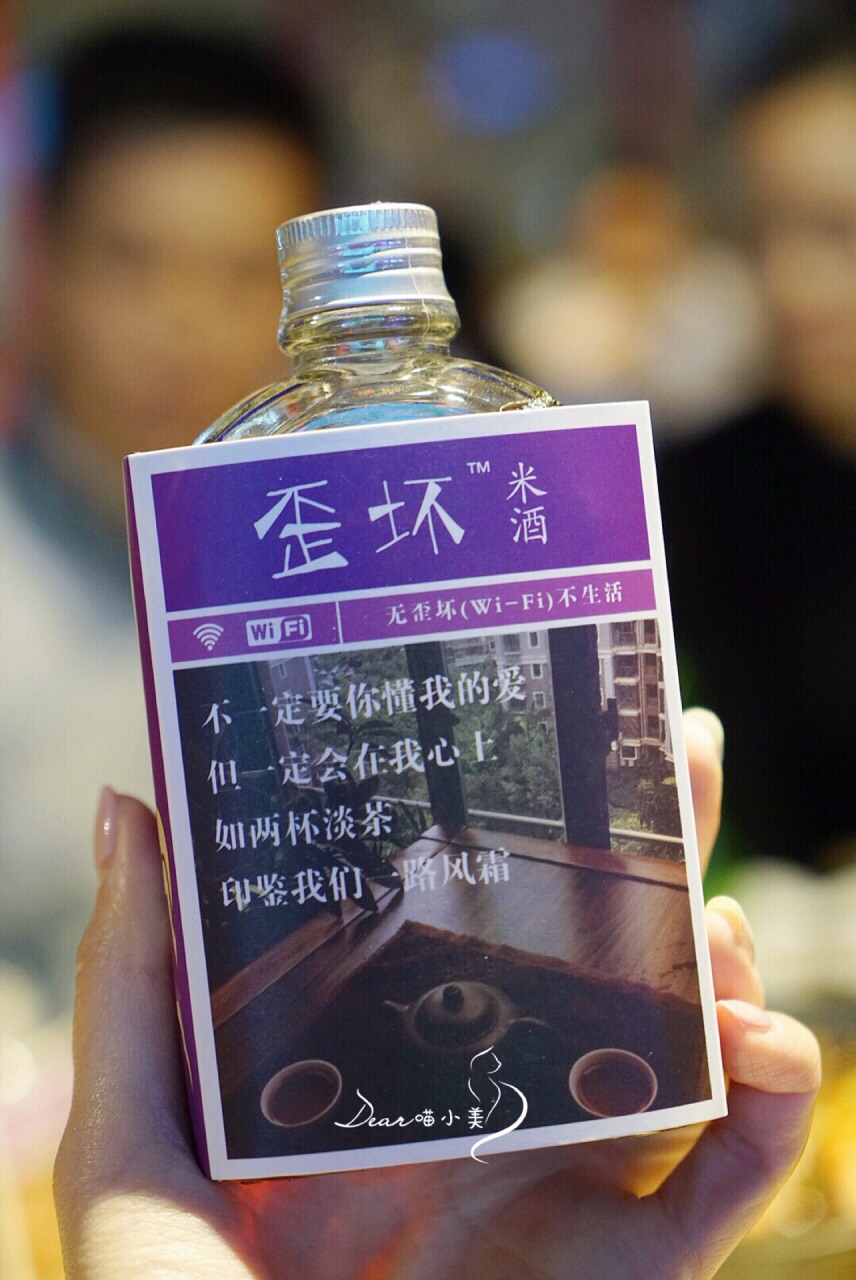 歪坏™ 米酒
WiFi 无歪坏(Wi-Fi)不生活
不一定要你懂我的爱
但一定会在我心上
如两杯淡茶
印鉴我们一路风霜
Dear喵小美